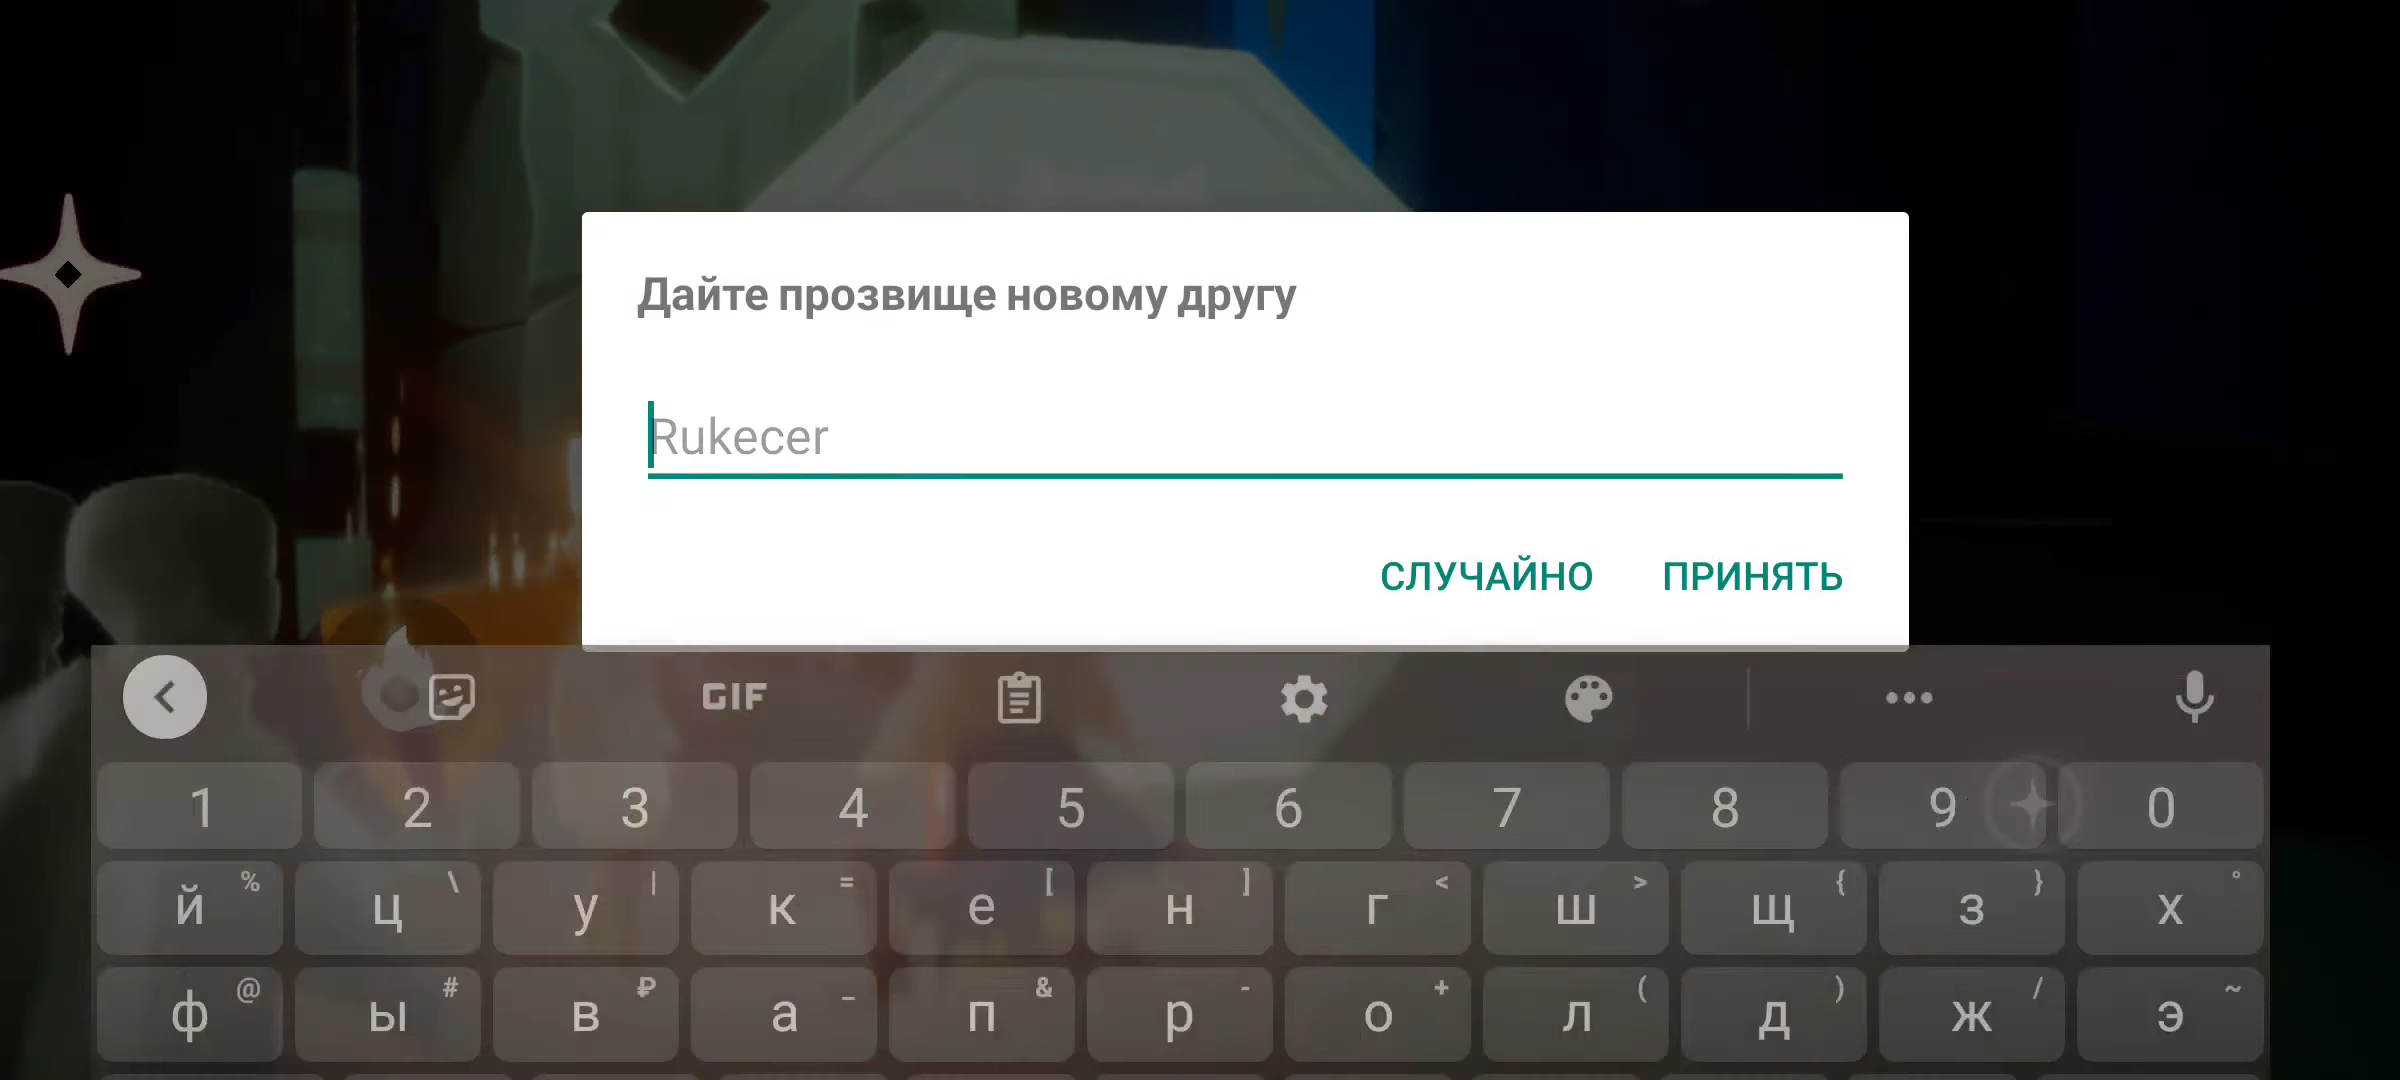 Дайте прозвище новому другу
Rukecer
СЛУЧАЙНО ПРИНЯТЬ
GIF
1 2 3 4 5 6 7 8 9 0
% \ | = [ ] < > { } °
й ц у к е н г ш щ з х
@ # ₽ _ & - + ( ) / ~
ф ы в а п р о л д ж э